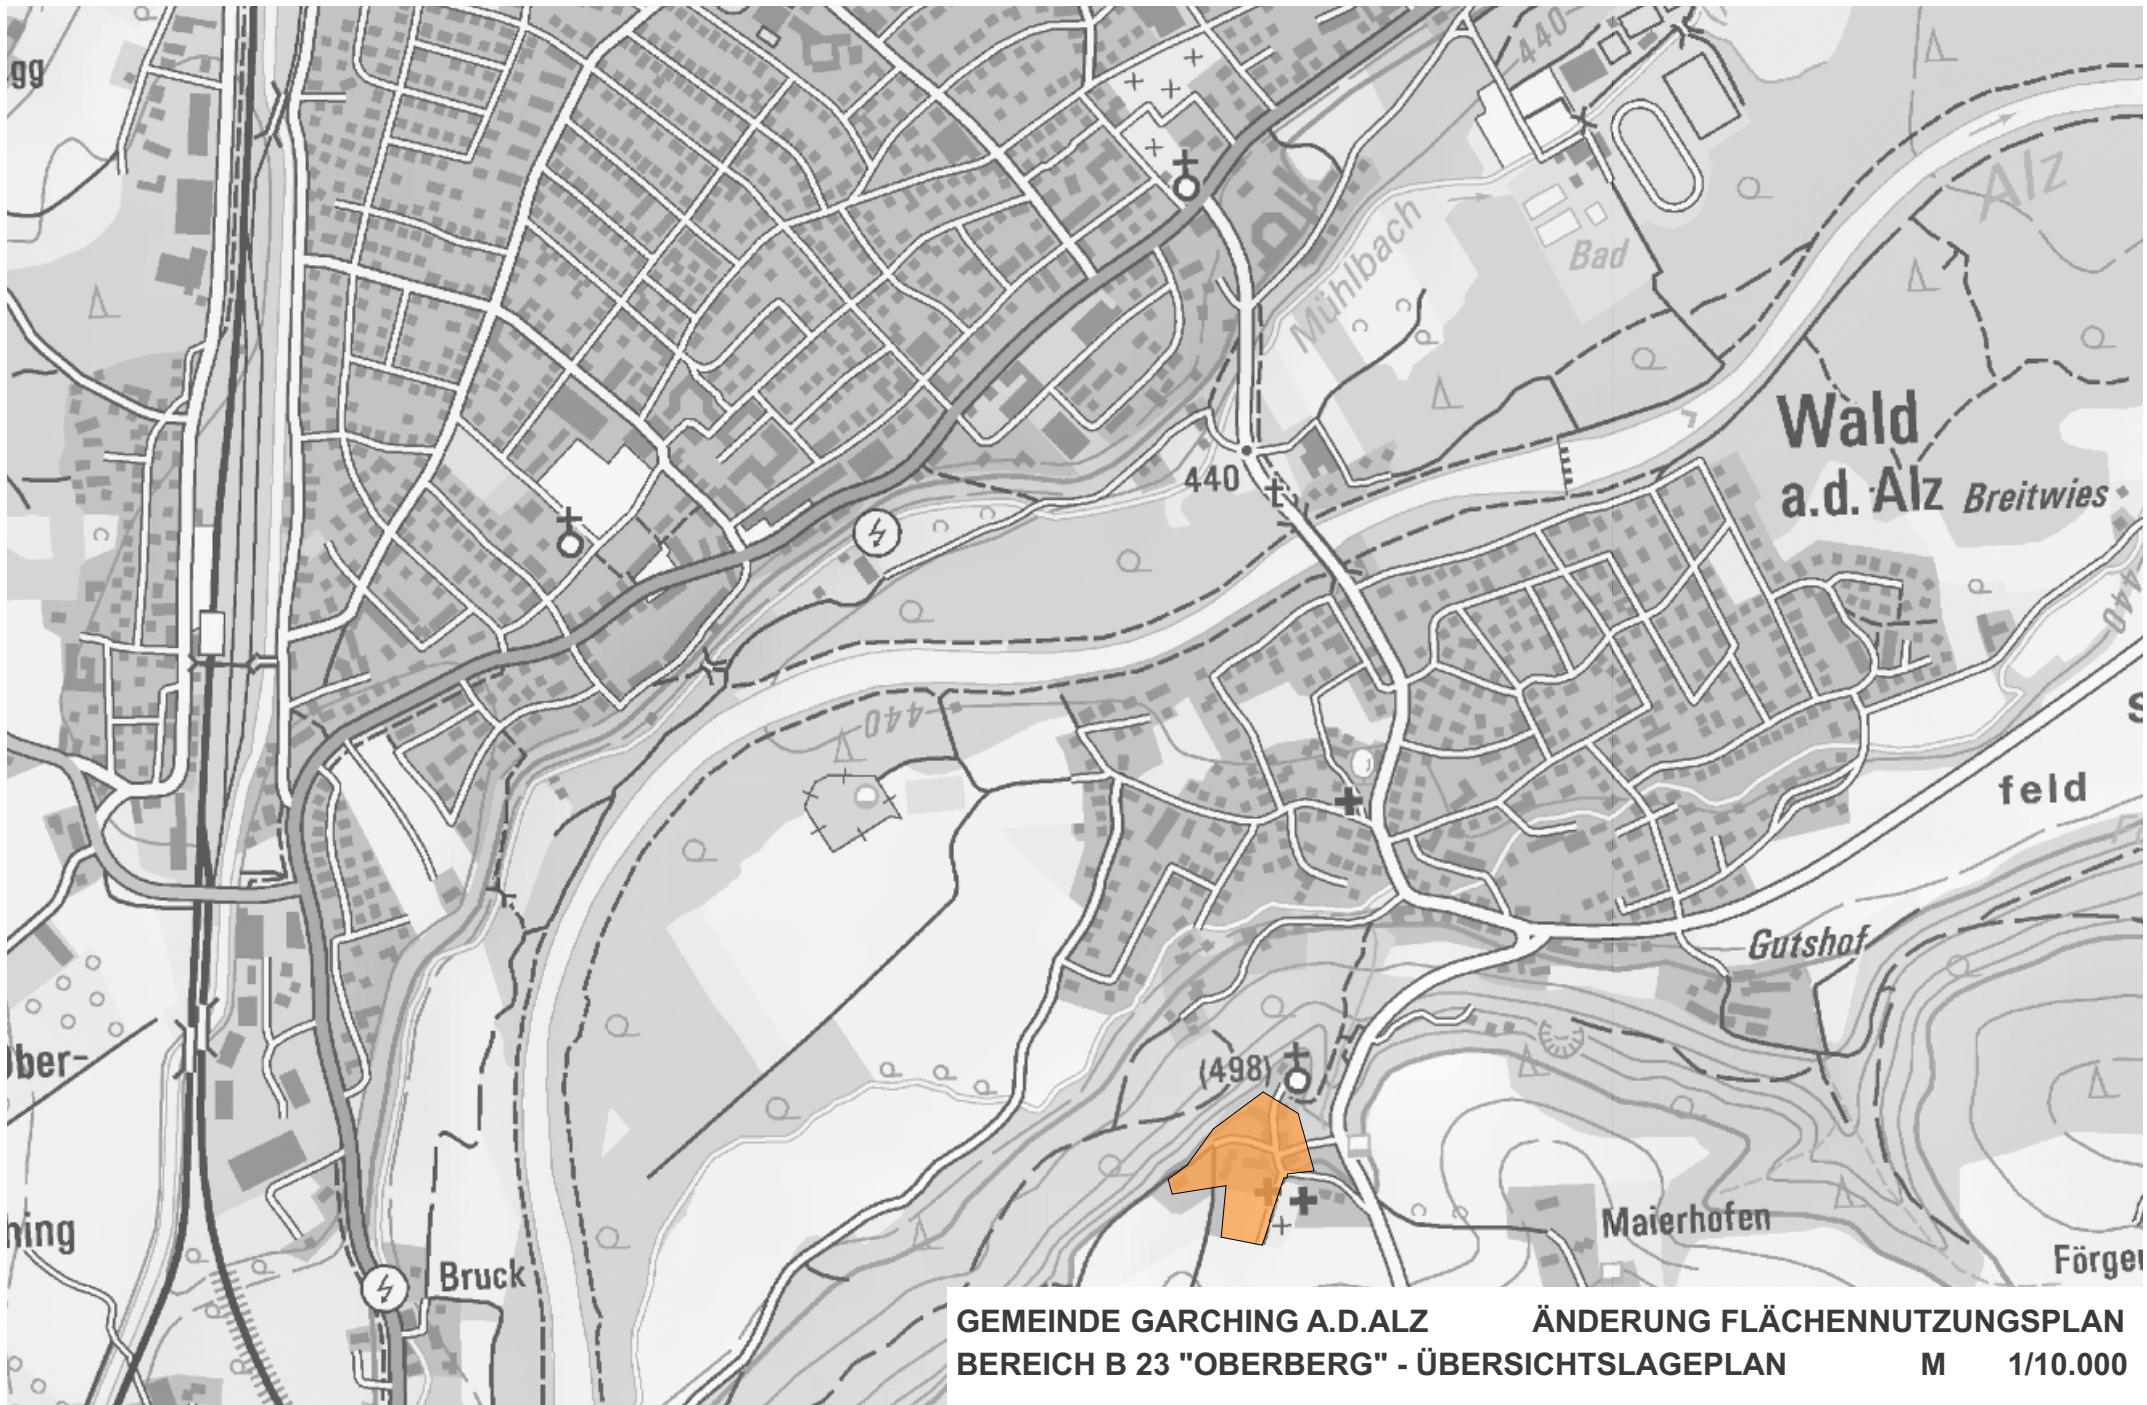 gg
440
Alz
Mühlbach
Bad
Wald
a.d. Alz
Breitwies
440
440
440
feld
Gutshof
(498)
Maierhofen
Bruck
GEMEINDE GARCHING A.D.ALZ ÄNDERUNG FLÄCHENNUTZUNGSPLAN
BEREICH B 23 "OBERBERG" - ÜBERSICHTSLAGEPLAN M 1/10.000